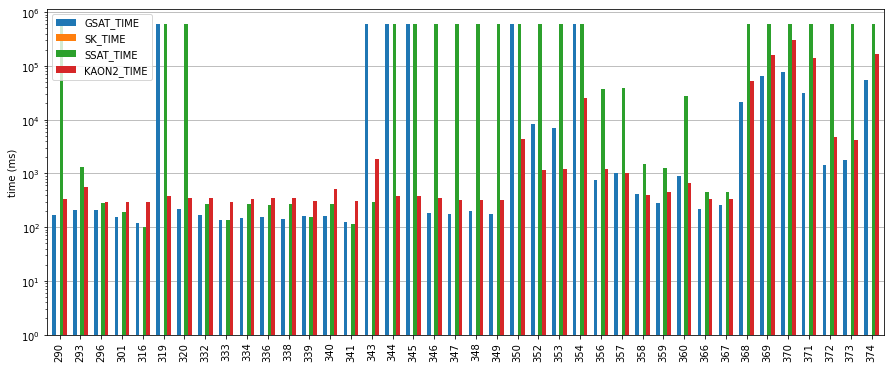 10⁶
10⁵
10⁴
10³
10²
10¹
10⁰
time (ms)
GSAT_TIME
SK_TIME
SSAT_TIME
KAON2_TIME
290 293 296 301 316 319 320 332 333 334 336 338 339 340 341 343 344 345 346 347 348 349 350 352 353 354 356 357 358 359 360 366 367 368 369 370 371 372 373 374